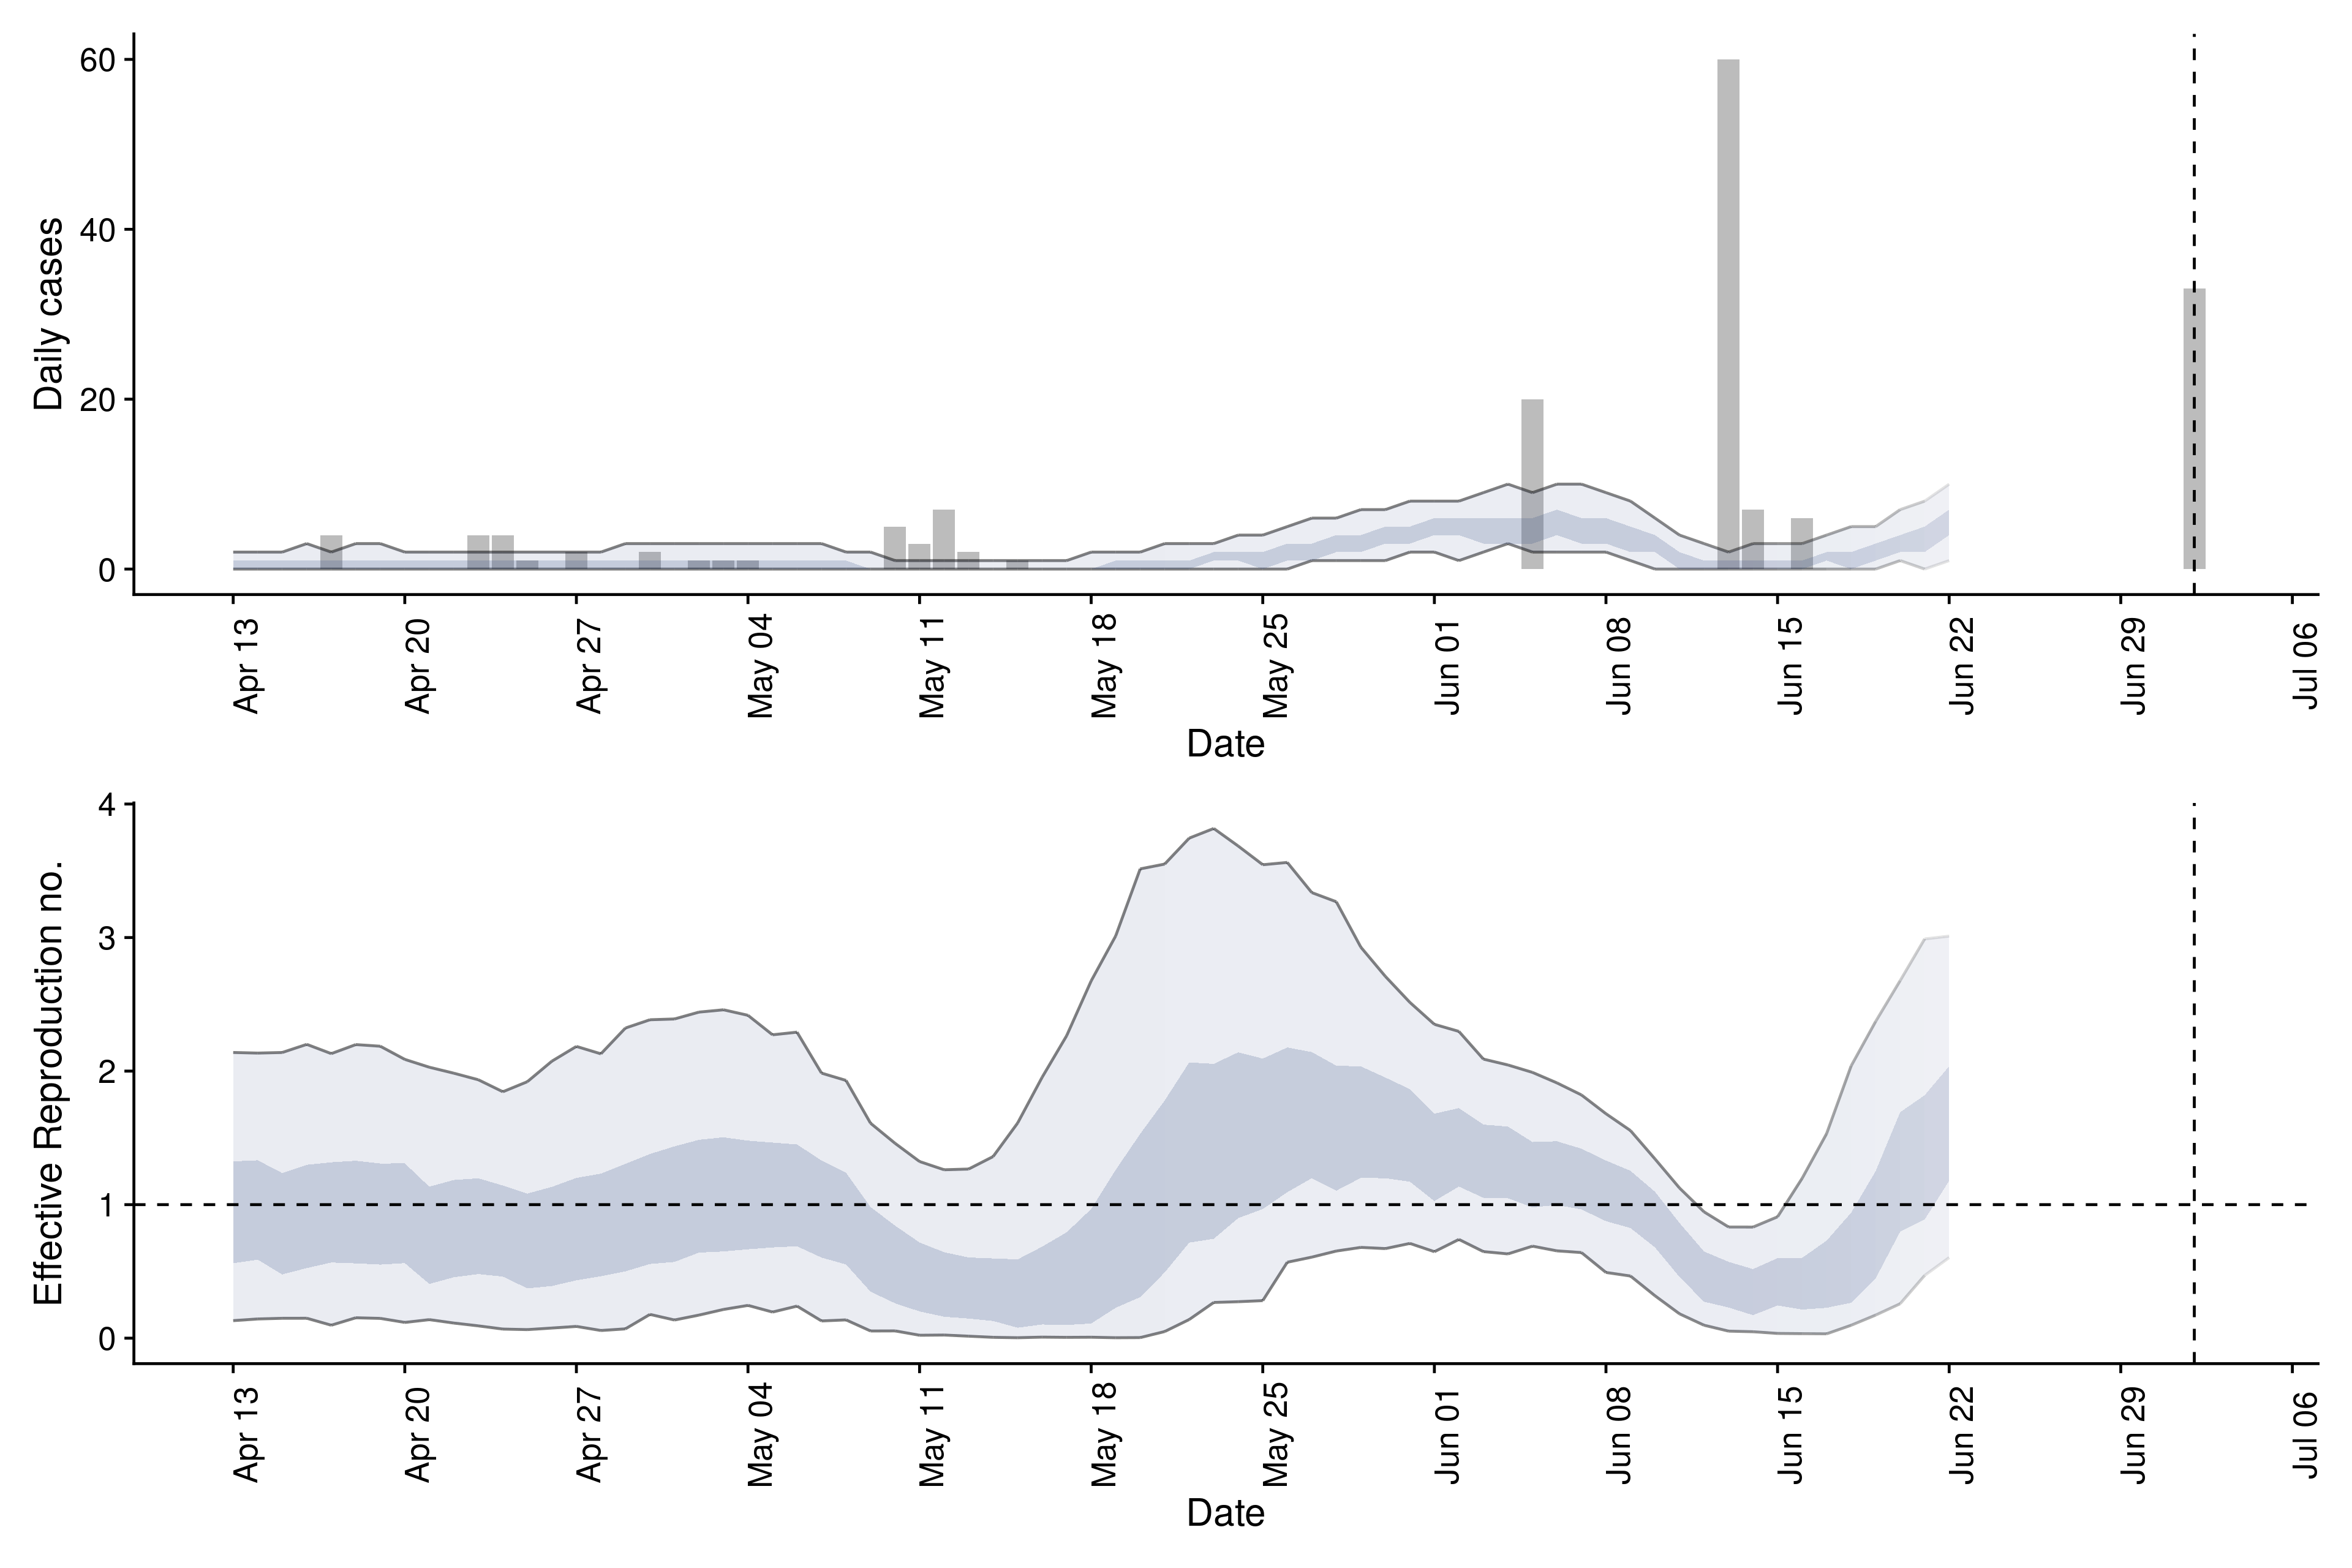 60
40
20
0
Daily cases
Apr 13
Apr 20
Apr 27
May 04
May 11
May 18
May 25
Jun 01
Jun 08
Jun 15
Jun 22
Jun 29
Jul 06
Date
4
3
2
1
0
Effective Reproduction no.
Apr 13
Apr 20
Apr 27
May 04
May 11
May 18
May 25
Jun 01
Jun 08
Jun 15
Jun 22
Jun 29
Jul 06
Date